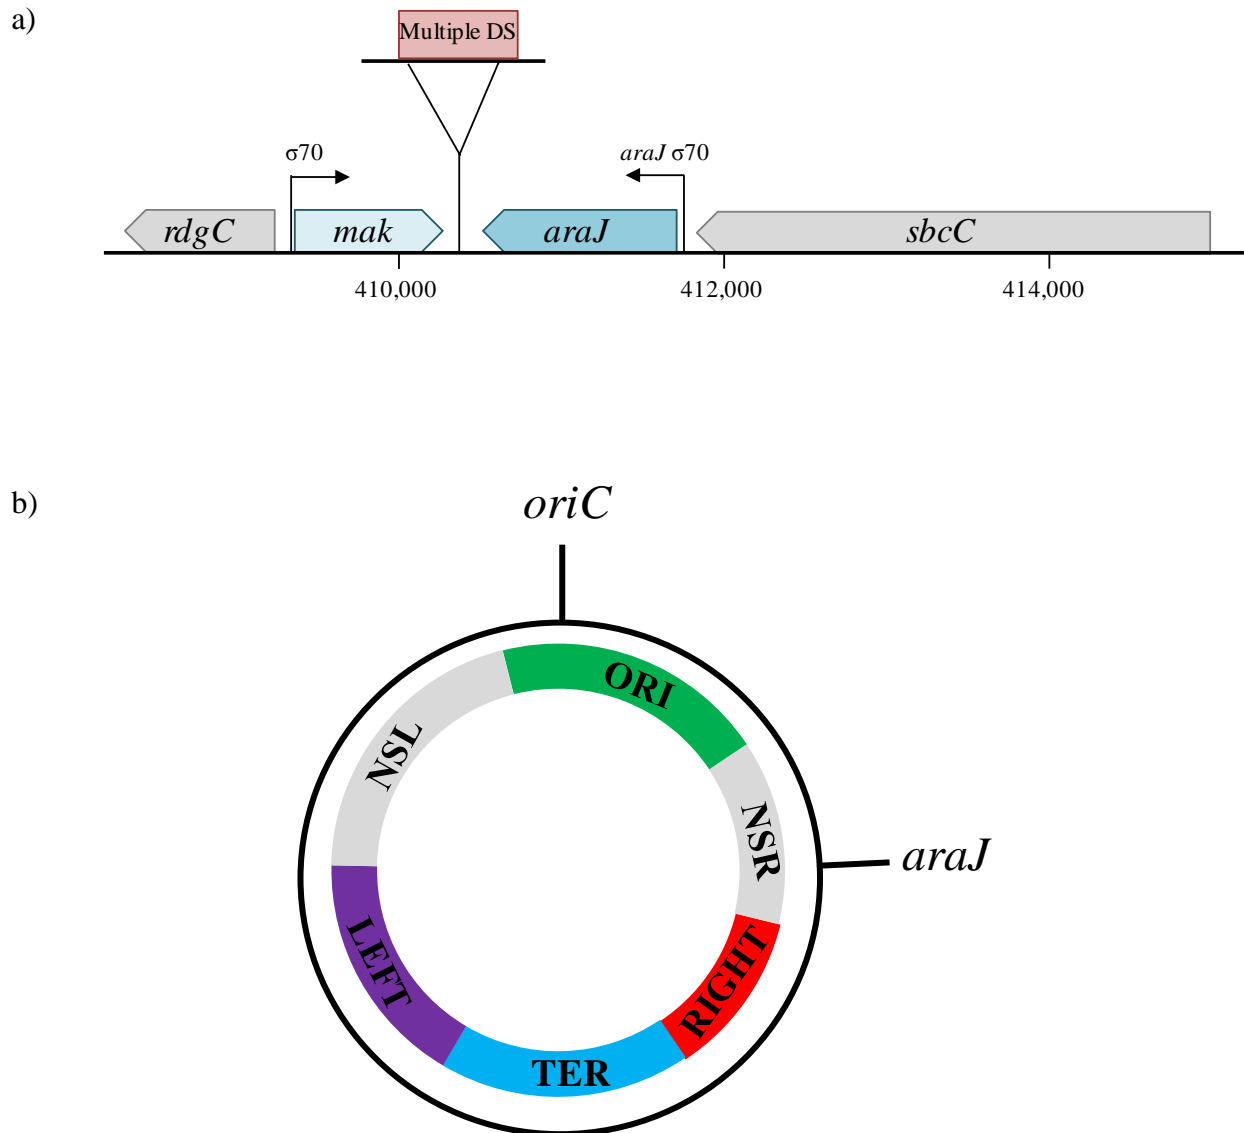 a)
Multiple DS
σ70
araJ σ70
rdgC mak araJ sbcC
410,000 412,000 414,000
b)
oriC
ORI
NSL
NSR
araJ
LEFT
RIGHT
TER